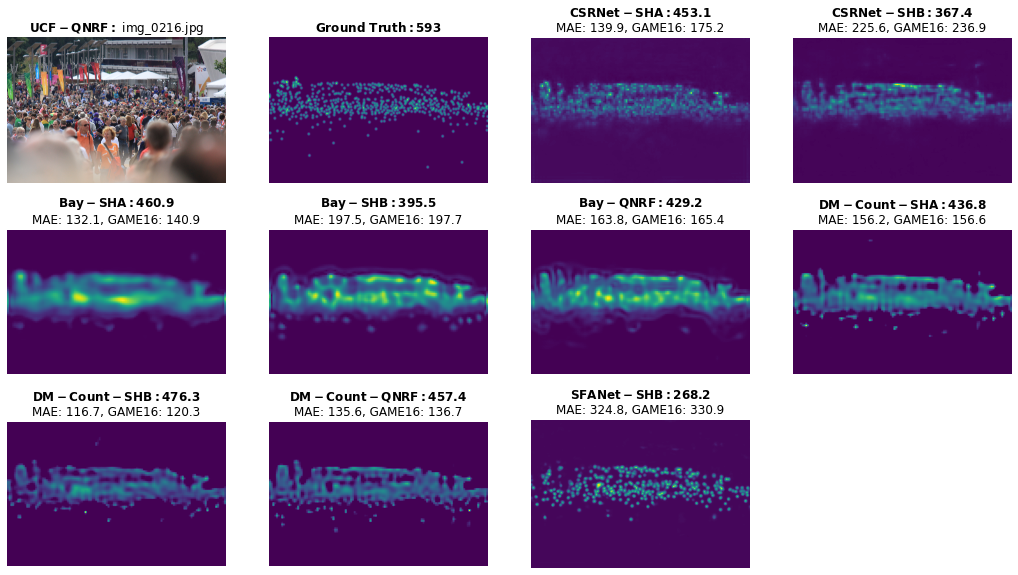 UCF − QNRF : img_0216.jpg
Ground Truth : 593
CSRNet − SHA : 453.1
MAE: 139.9, GAME16: 175.2
CSRNet − SHB : 367.4
MAE: 225.6, GAME16: 236.9
Bay − SHA : 460.9
MAE: 132.1, GAME16: 140.9
Bay − SHB : 395.5
MAE: 197.5, GAME16: 197.7
Bay − QNRF : 429.2
MAE: 163.8, GAME16: 165.4
DM − Count − SHA : 436.8
MAE: 156.2, GAME16: 156.6
DM − Count − SHB : 476.3
MAE: 116.7, GAME16: 120.3
DM − Count − QNRF : 457.4
MAE: 135.6, GAME16: 136.7
SFANet − SHB : 268.2
MAE: 324.8, GAME16: 330.9